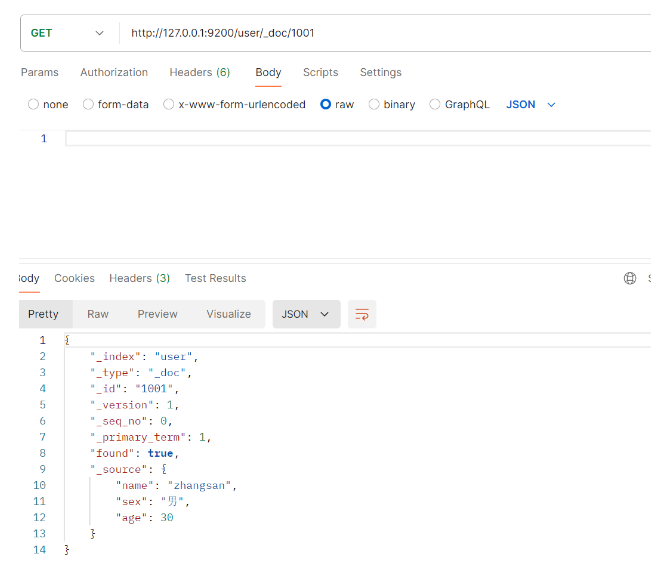 GET http://127.0.0.1:9200/user/_doc/1001
Params Authorization Headers (6) Body Scripts Settings
none form-data x-www-form-urlencoded raw binary GraphQL JSON
1
Body Cookies Headers (3) Test Results
Pretty Raw Preview Visualize JSON
1 {
2 "_index": "user",
3 "_type": "_doc",
4 "_id": "1001",
5 "_version": 1,
6 "_seq_no": 0,
7 "_primary_term": 1,
8 "found": true,
9 "_source": {
10 "name": "zhangsan",
11 "sex": "男",
12 "age": 30
13 }
14 }